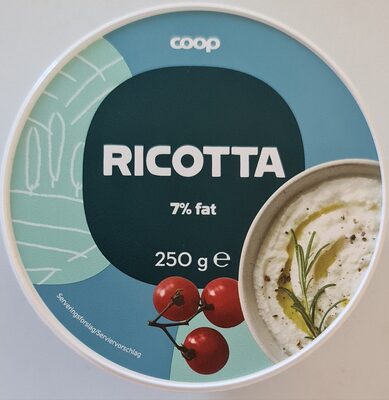 coop
RICOTTA
7% fat
250 g e
Serveringsforslag/Serviervorschlag